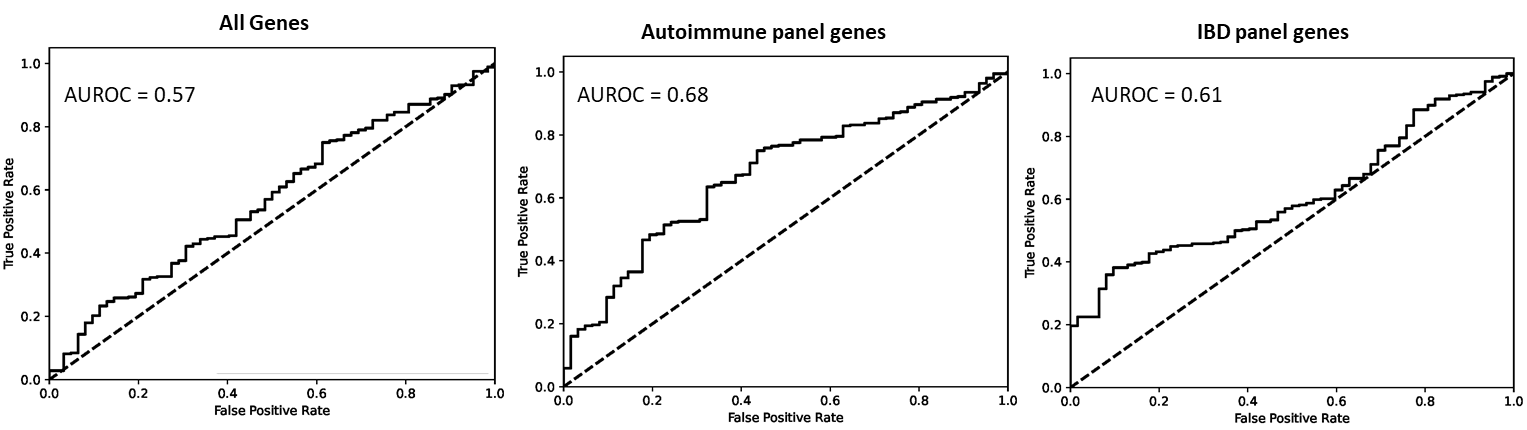 All Genes
AUROC = 0.57
True Positive Rate
1.0
0.8
0.6
0.4
0.2
0.0
0.0 0.2 0.4 0.6 0.8 1.0
False Positive Rate
Autoimmune panel genes
AUROC = 0.68
True Positive Rate
1.0
0.8
0.6
0.4
0.2
0.0
0.0 0.2 0.4 0.6 0.8 1.0
False Positive Rate
IBD panel genes
AUROC = 0.61
True Positive Rate
1.0
0.8
0.6
0.4
0.2
0.0
0.0 0.2 0.4 0.6 0.8 1.0
False Positive Rate